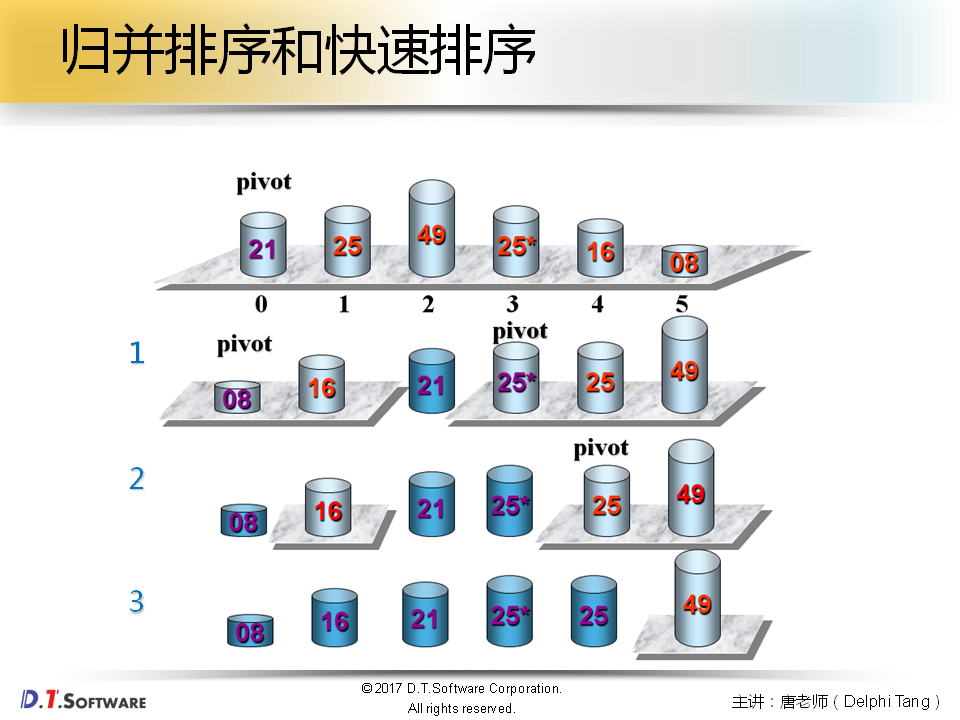 归并排序和快速排序
pivot
21 25 49 25* 16 08
0 1 2 3 4 5
1 pivot pivot
08 16 21 25* 25 49
2 pivot
08 16 21 25* 25 49
3
08 16 21 25* 25 49
D.T.SOFTWARE
©2017 D.T.Software Corporation.
All rights reserved.
主讲：唐老师（Delphi Tang）